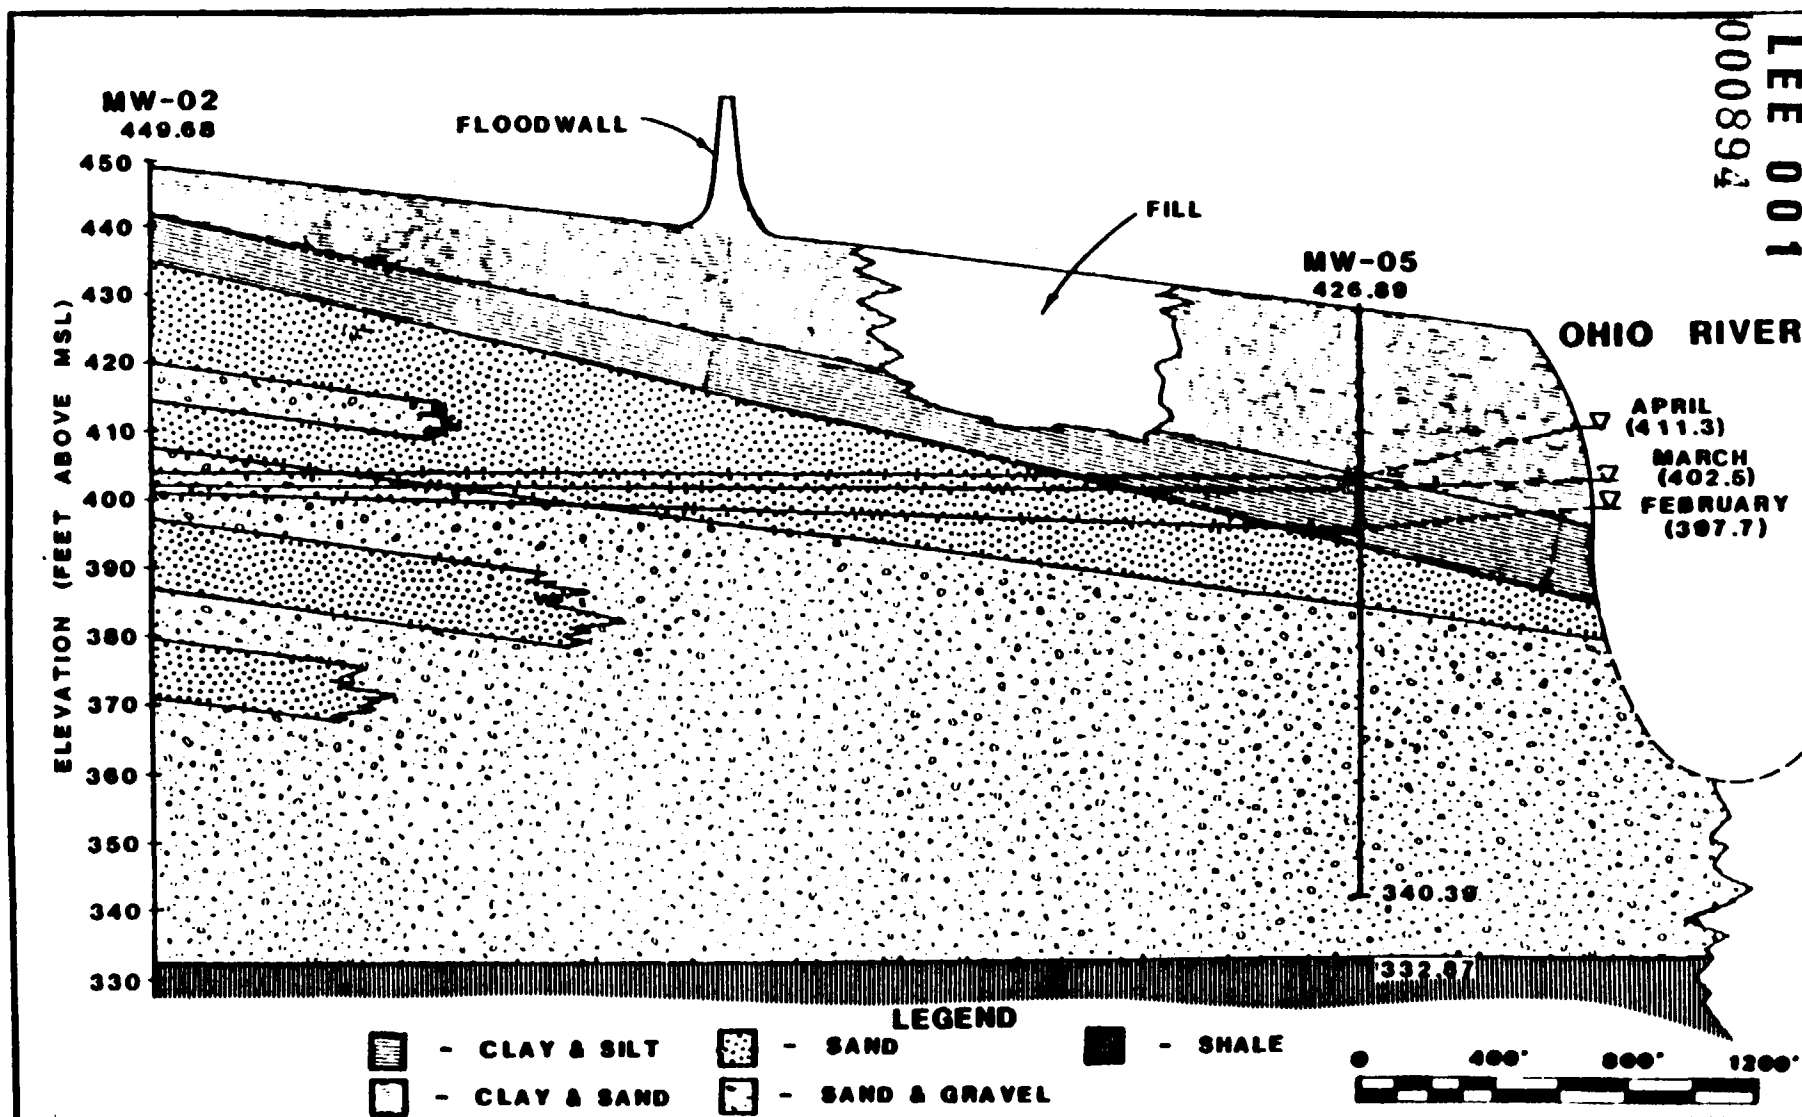 LEE 001
000894
MW-02
449.68
FLOODWALL
FILL
MW-05
426.89
OHIO RIVER
APRIL
(411.3)
MARCH
(402.5)
FEBRUARY
(397.7)
ELEVATION (FEET ABOVE MSL)
450
440
430
420
410
400
390
380
370
360
350
340
330
340.39
332.87
LEGEND
- CLAY & SILT
- SAND
- SHALE
- CLAY & SAND
- SAND & GRAVEL
0 400' 800' 1200'